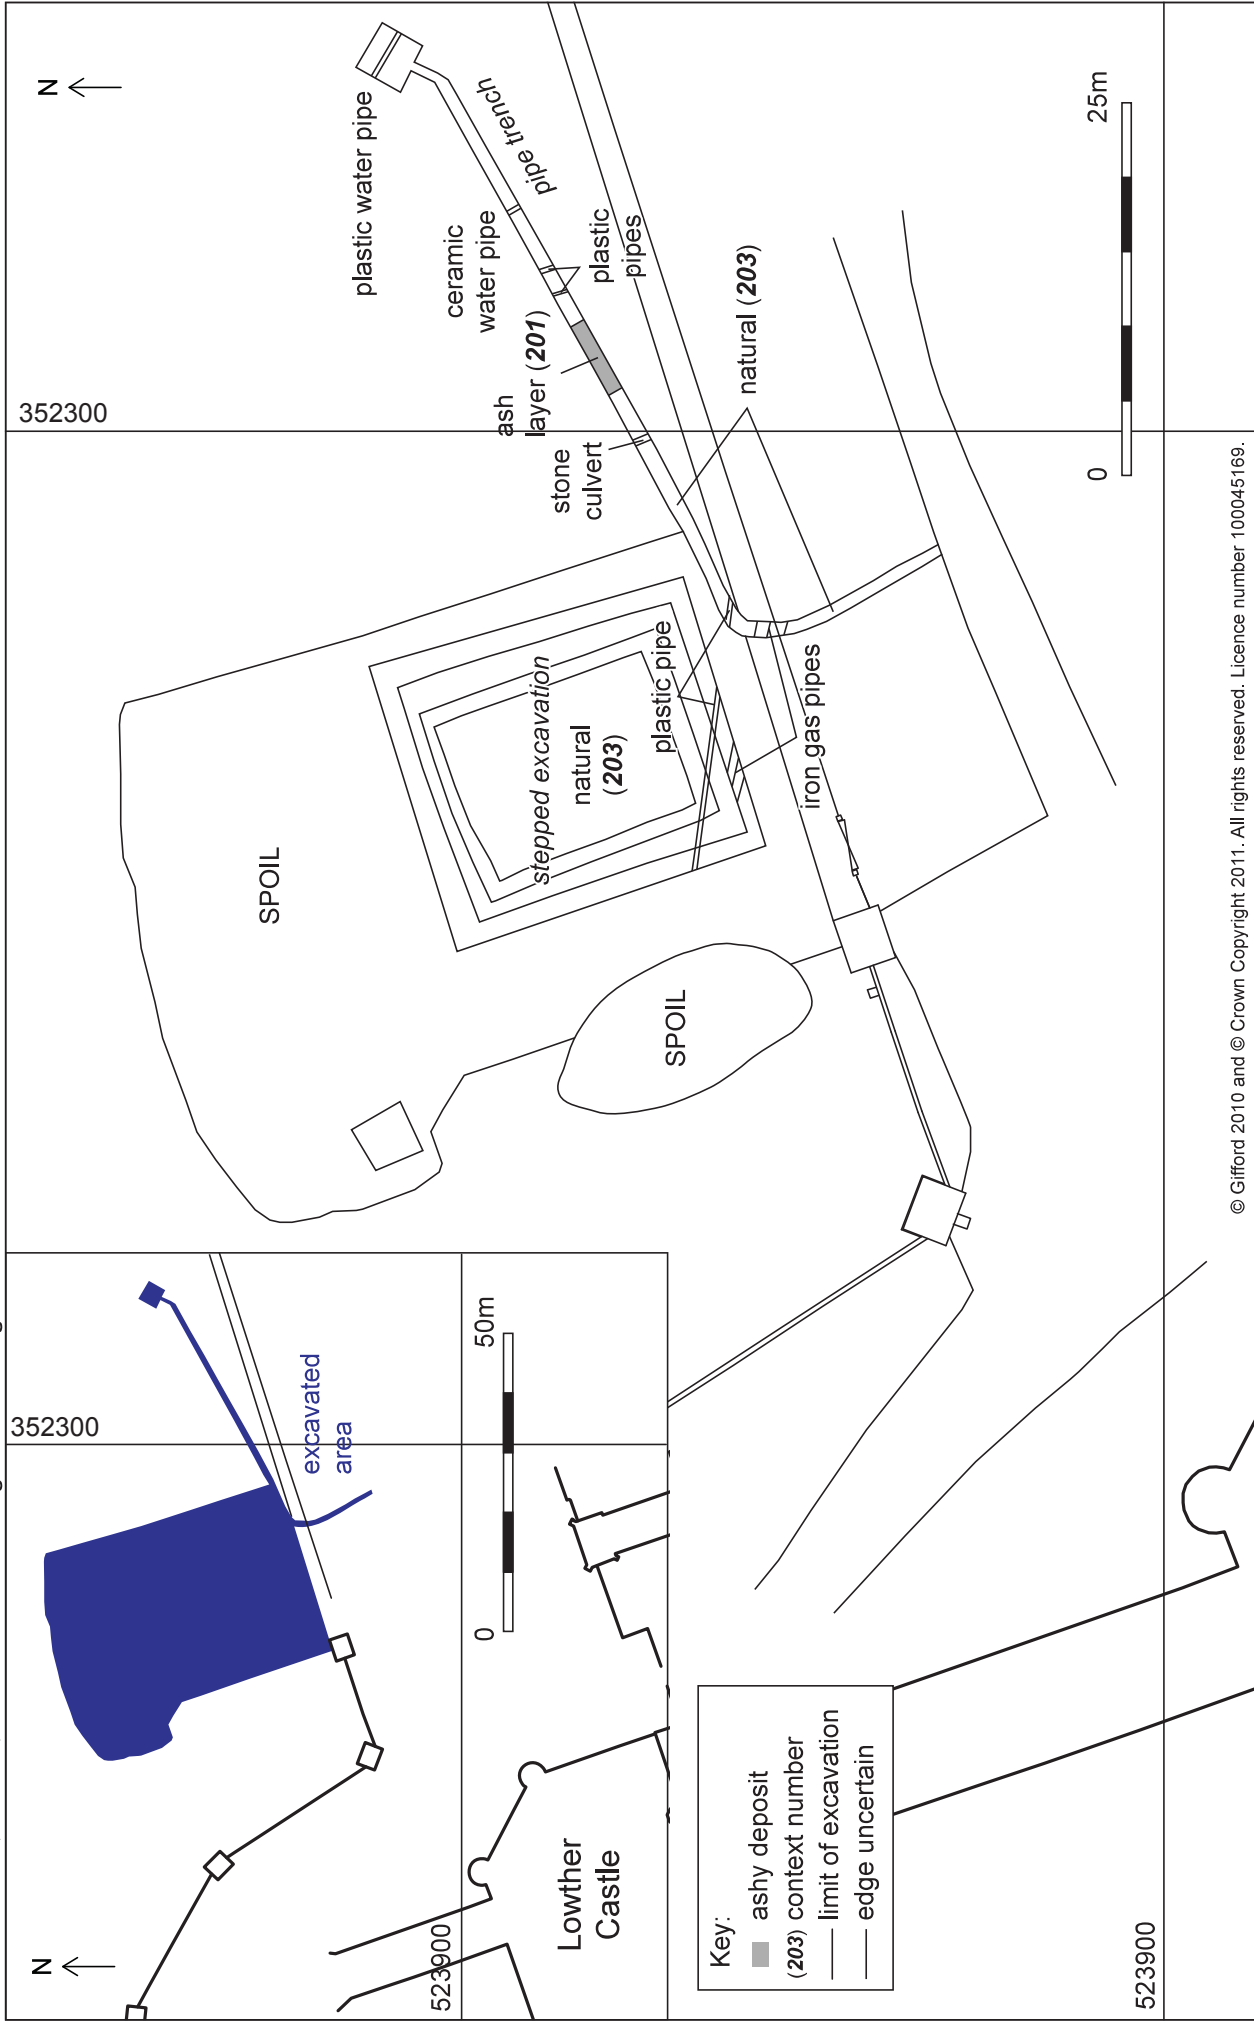 N
352300
excavated
area
0
50m
Lowther
Castle
523900
N
352300
plastic water pipe
pipe trench
ceramic
water pipe
plastic
pipes
ash
layer (201)
stone
culvert
natural (203)
SPOIL
stepped excavation
natural
(203)
plastic pipe
iron gas pipes
SPOIL
0
25m
Key:
ashy deposit
(203) context number
limit of excavation
edge uncertain
523900
© Gifford 2010 and © Crown Copyright 2011. All rights reserved. Licence number 100045169.